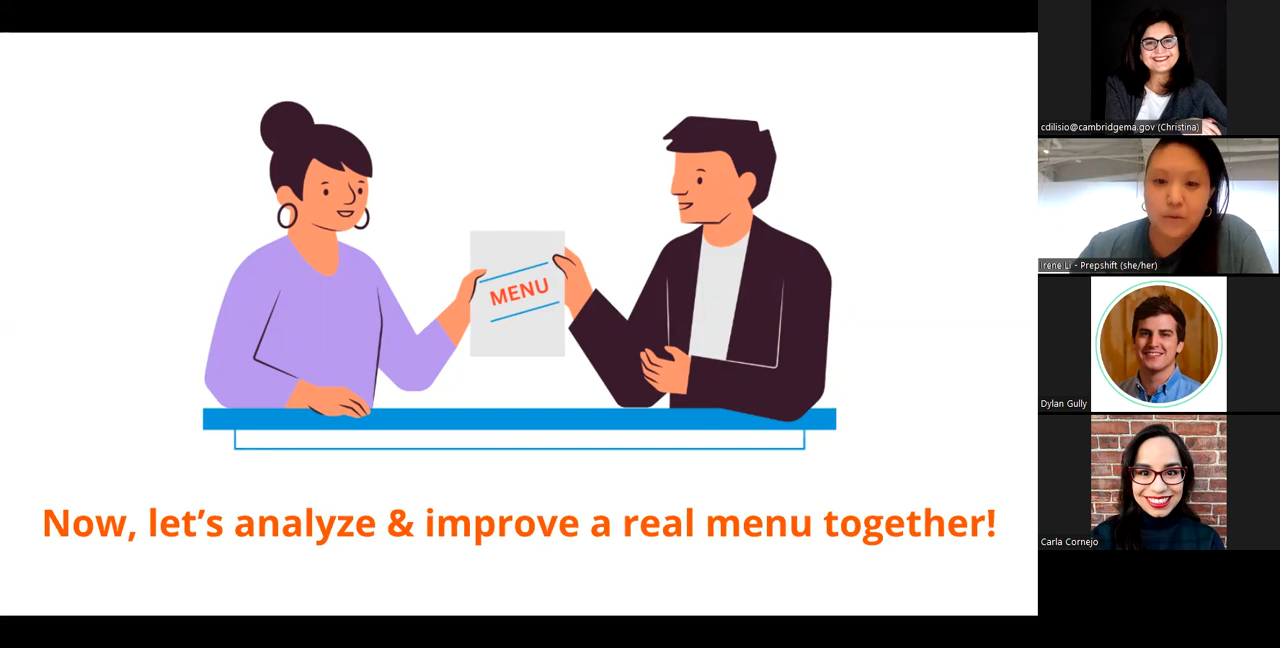 MENU
Now, let's analyze & improve a real menu together!
cdilisio@cambridgema.gov (Christina)
Irene Li - Prepshift (she/her)
Dylan Gully
Carla Cornejo